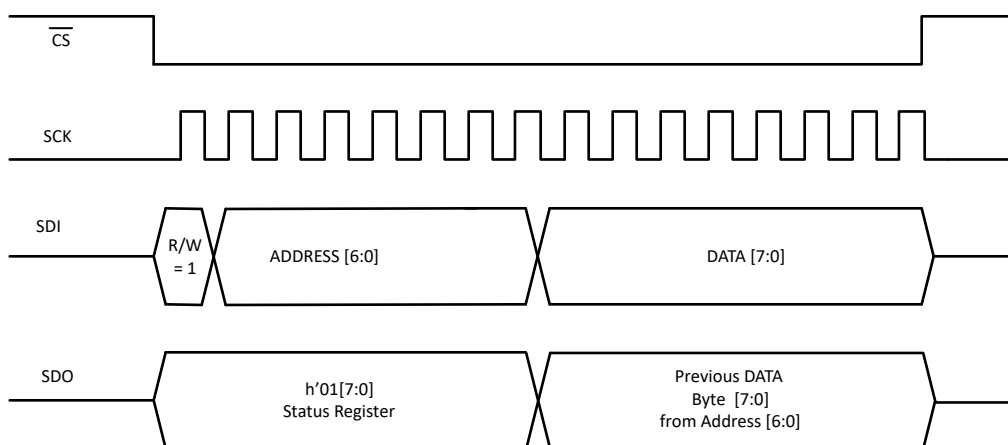 CS
SCK
SDI
R/W
= 1
ADDRESS [6:0]
DATA [7:0]
SDO
h’01[7:0]
Status Register
Previous DATA
Byte [7:0]
from Address [6:0]